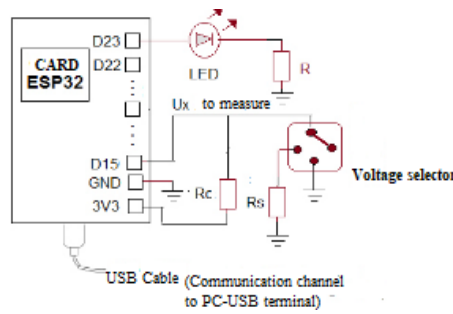 D23
CARD
ESP32
D22
LED
R
Ux to measure
D15
GND
3V3
Rc
Rs
Voltage selector
USB Cable (Communication channel
to PC-USB terminal)